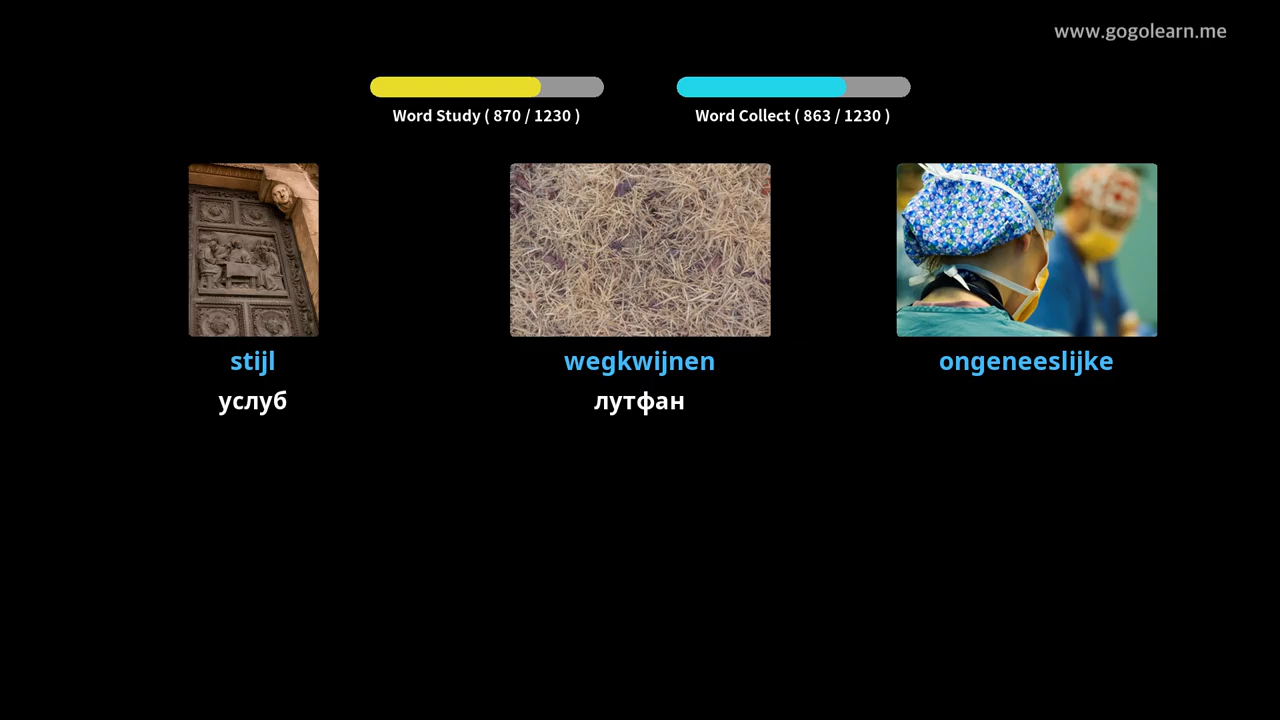 www.gogolearn.me
Word Study ( 870 / 1230 )
Word Collect ( 863 / 1230 )
stijl
услуб
wegkwijnen
лутфан
ongeneeslijke